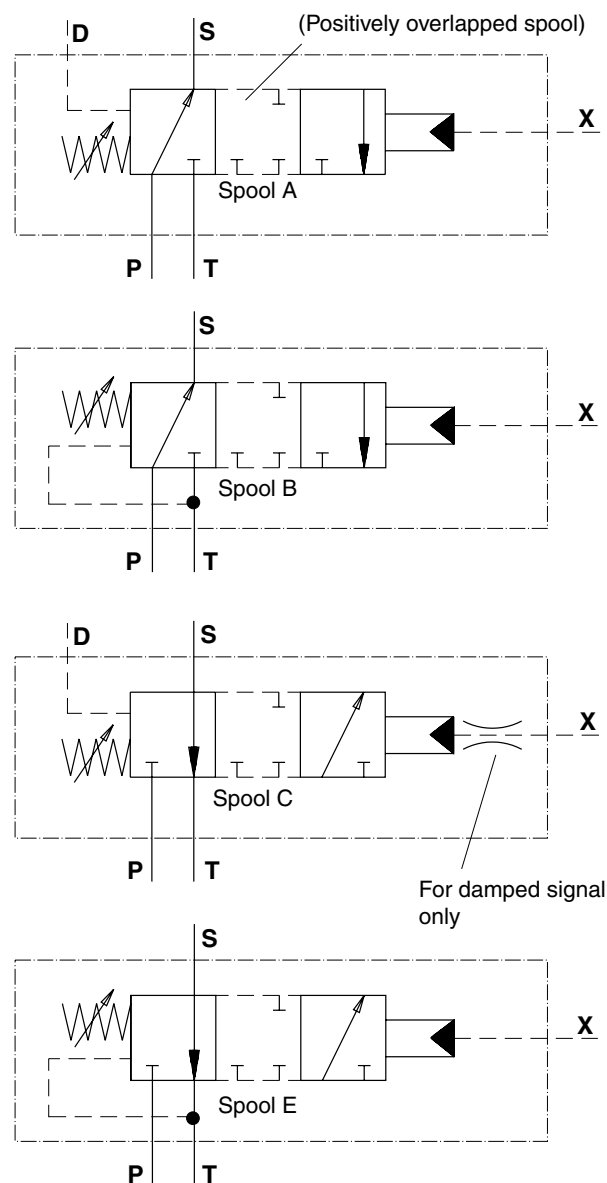 (Positively overlapped spool)
D
S
X
Spool A
P
T
S
X
Spool B
P
T
D
S
X
Spool C
P
T
For damped signal
only
S
X
Spool E
P
T